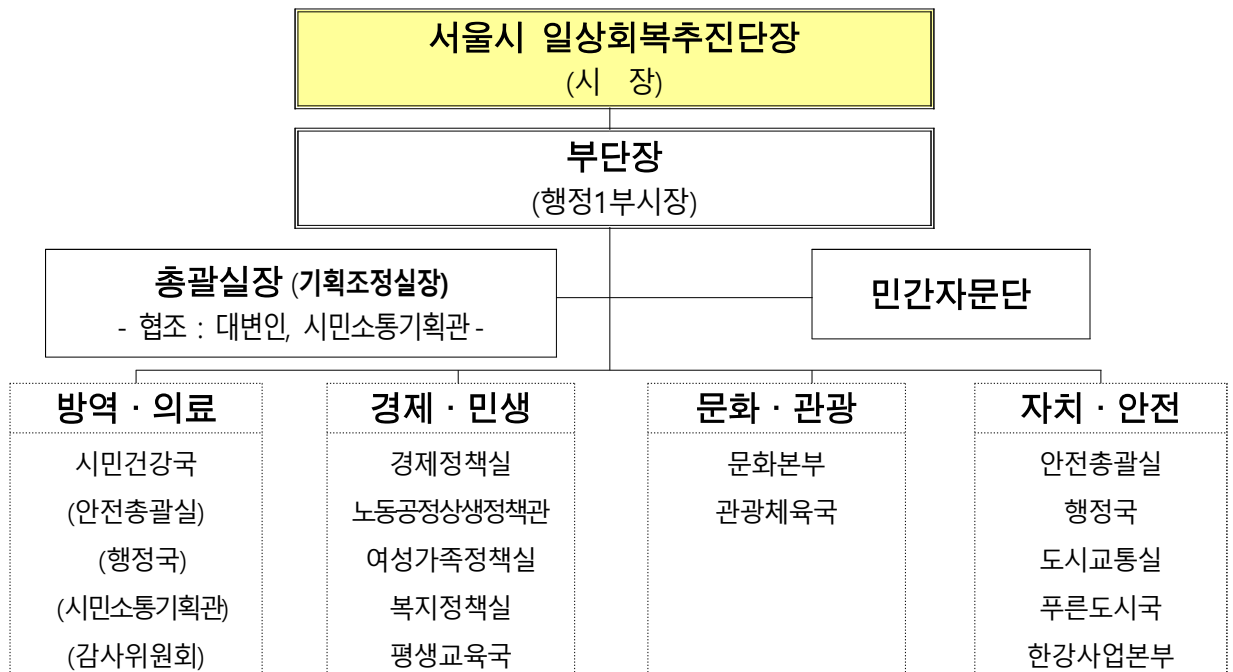 서울시 일상회복추진단장
(시 장)
부단장
(행정1부시장)
총괄실장 (기획조정실장)
- 협조 : 대변인, 시민소통기획관 -
민간자문단
방역 · 의료
시민건강국
(안전총괄실)
(행정국)
(시민소통기획관)
(감사위원회)
경제 · 민생
경제정책실
노동공정상생정책관
여성가족정책실
복지정책실
평생교육국
문화 · 관광
문화본부
관광체육국
자치 · 안전
안전총괄실
행정국
도시교통실
푸른도시국
한강사업본부